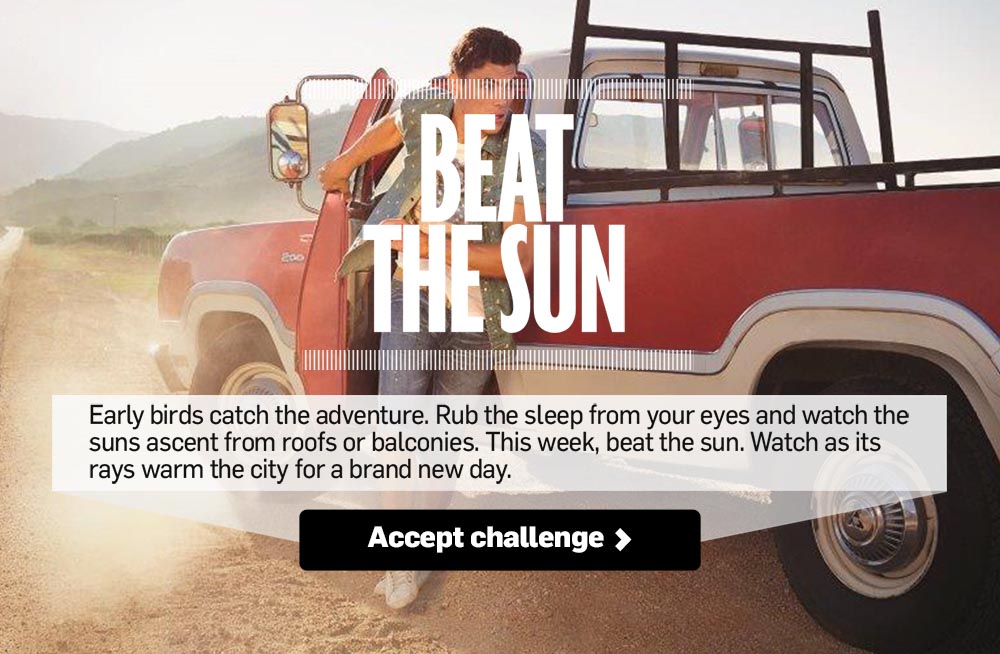 BEAT
THE SUN
200
Early birds catch the adventure. Rub the sleep from your eyes and watch the
suns ascent from roofs or balconies. This week, beat the sun. Watch as its
rays warm the city for a brand new day.
Accept challenge